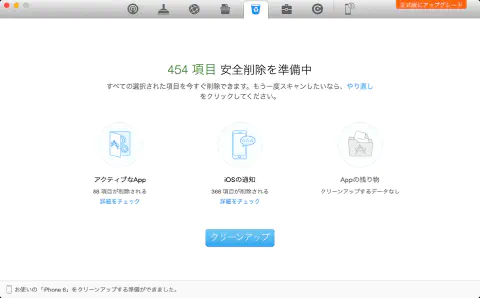 正式版にアップグレード
454 項目 安全削除を準備中
すべての選択された項目を今すぐ削除できます。もう一度スキャンしたいなら、やり直し
をクリックしてください。
アクティブなApp
88 項目が削除される
詳細をチェック
iOSの通知
366 項目が削除される
詳細をチェック
Appの残り物
クリーンアップするデータなし
クリーンアップ
お使いの「iPhone 6」をクリーンアップする準備ができました。